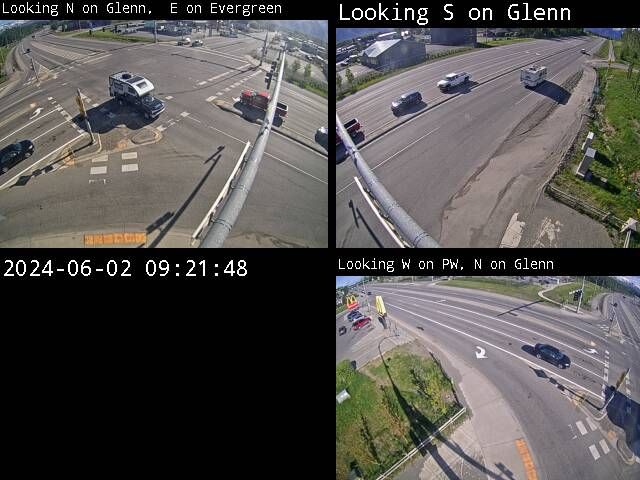 Looking N on Glenn, E on Evergreen
Looking S on Glenn
2024-06-02 09:21:48
Looking W on PW, N on Glenn